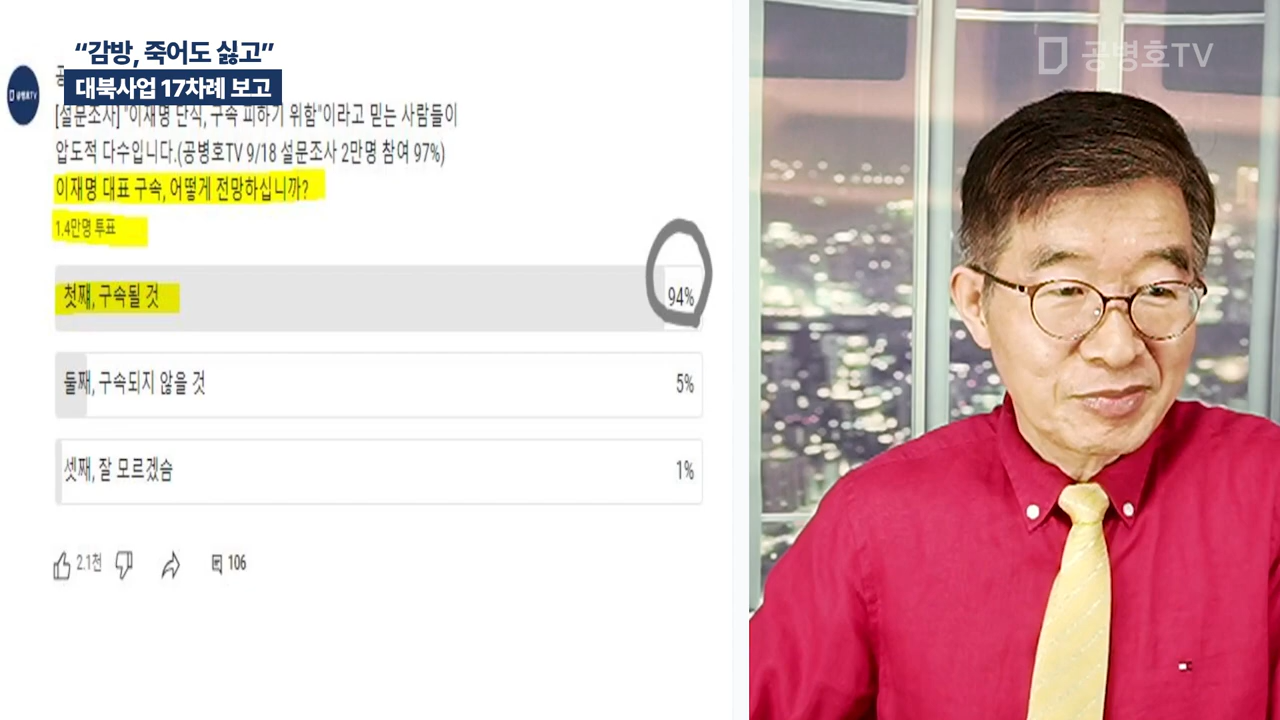 “감방, 죽어도 싫고”
대북사업 17차례 보고
공병호TV
공병호TV
[설문조사] "이재명 단식, 구속 피하기 위함"이라고 믿는 사람들이
압도적 다수입니다.(공병호TV 9/18 설문조사 2만명 참여 97%)
이재명 대표 구속, 어떻게 전망하십니까?
1.4만명 투표
첫째, 구속될 것
94%
둘째, 구속되지 않을 것
5%
셋째, 잘 모르겠슴
1%
2.1천
106